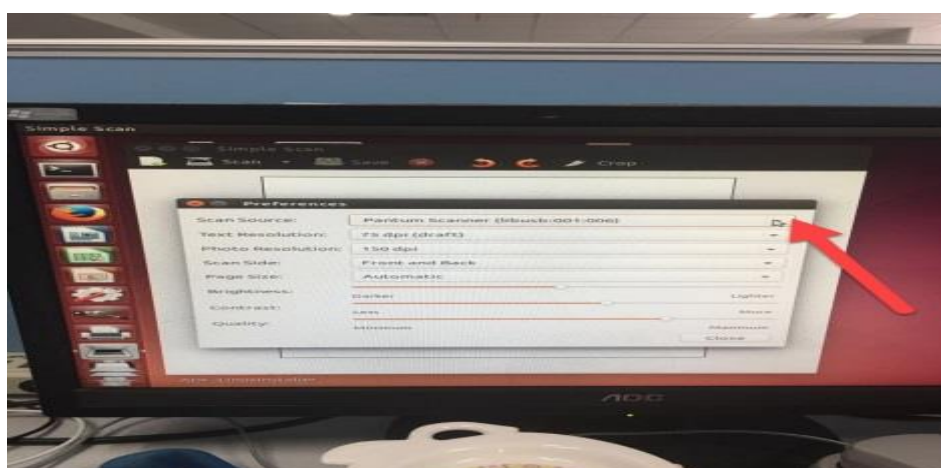 Simple Scan
Simple Scan
Scan Save Crop
Preferences
Scan Source: Pantum Scanner (libusb:001:006)
Text Resolution: 75 dpi (draft)
Photo Resolution: 150 dpi
Scan Side: Front and Back
Page Size: Automatic
Brightness:
Darker Lighter
Contrast:
Less More
Quality:
Minimum Maximum
Close
AOC